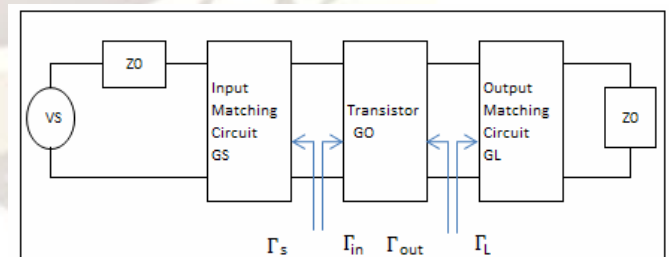 Z0
Input
Matching
Circuit
GS
Transistor
GO
Output
Matching
Circuit
GL
VS
Z0
Γs
Γin
Γout
ΓL